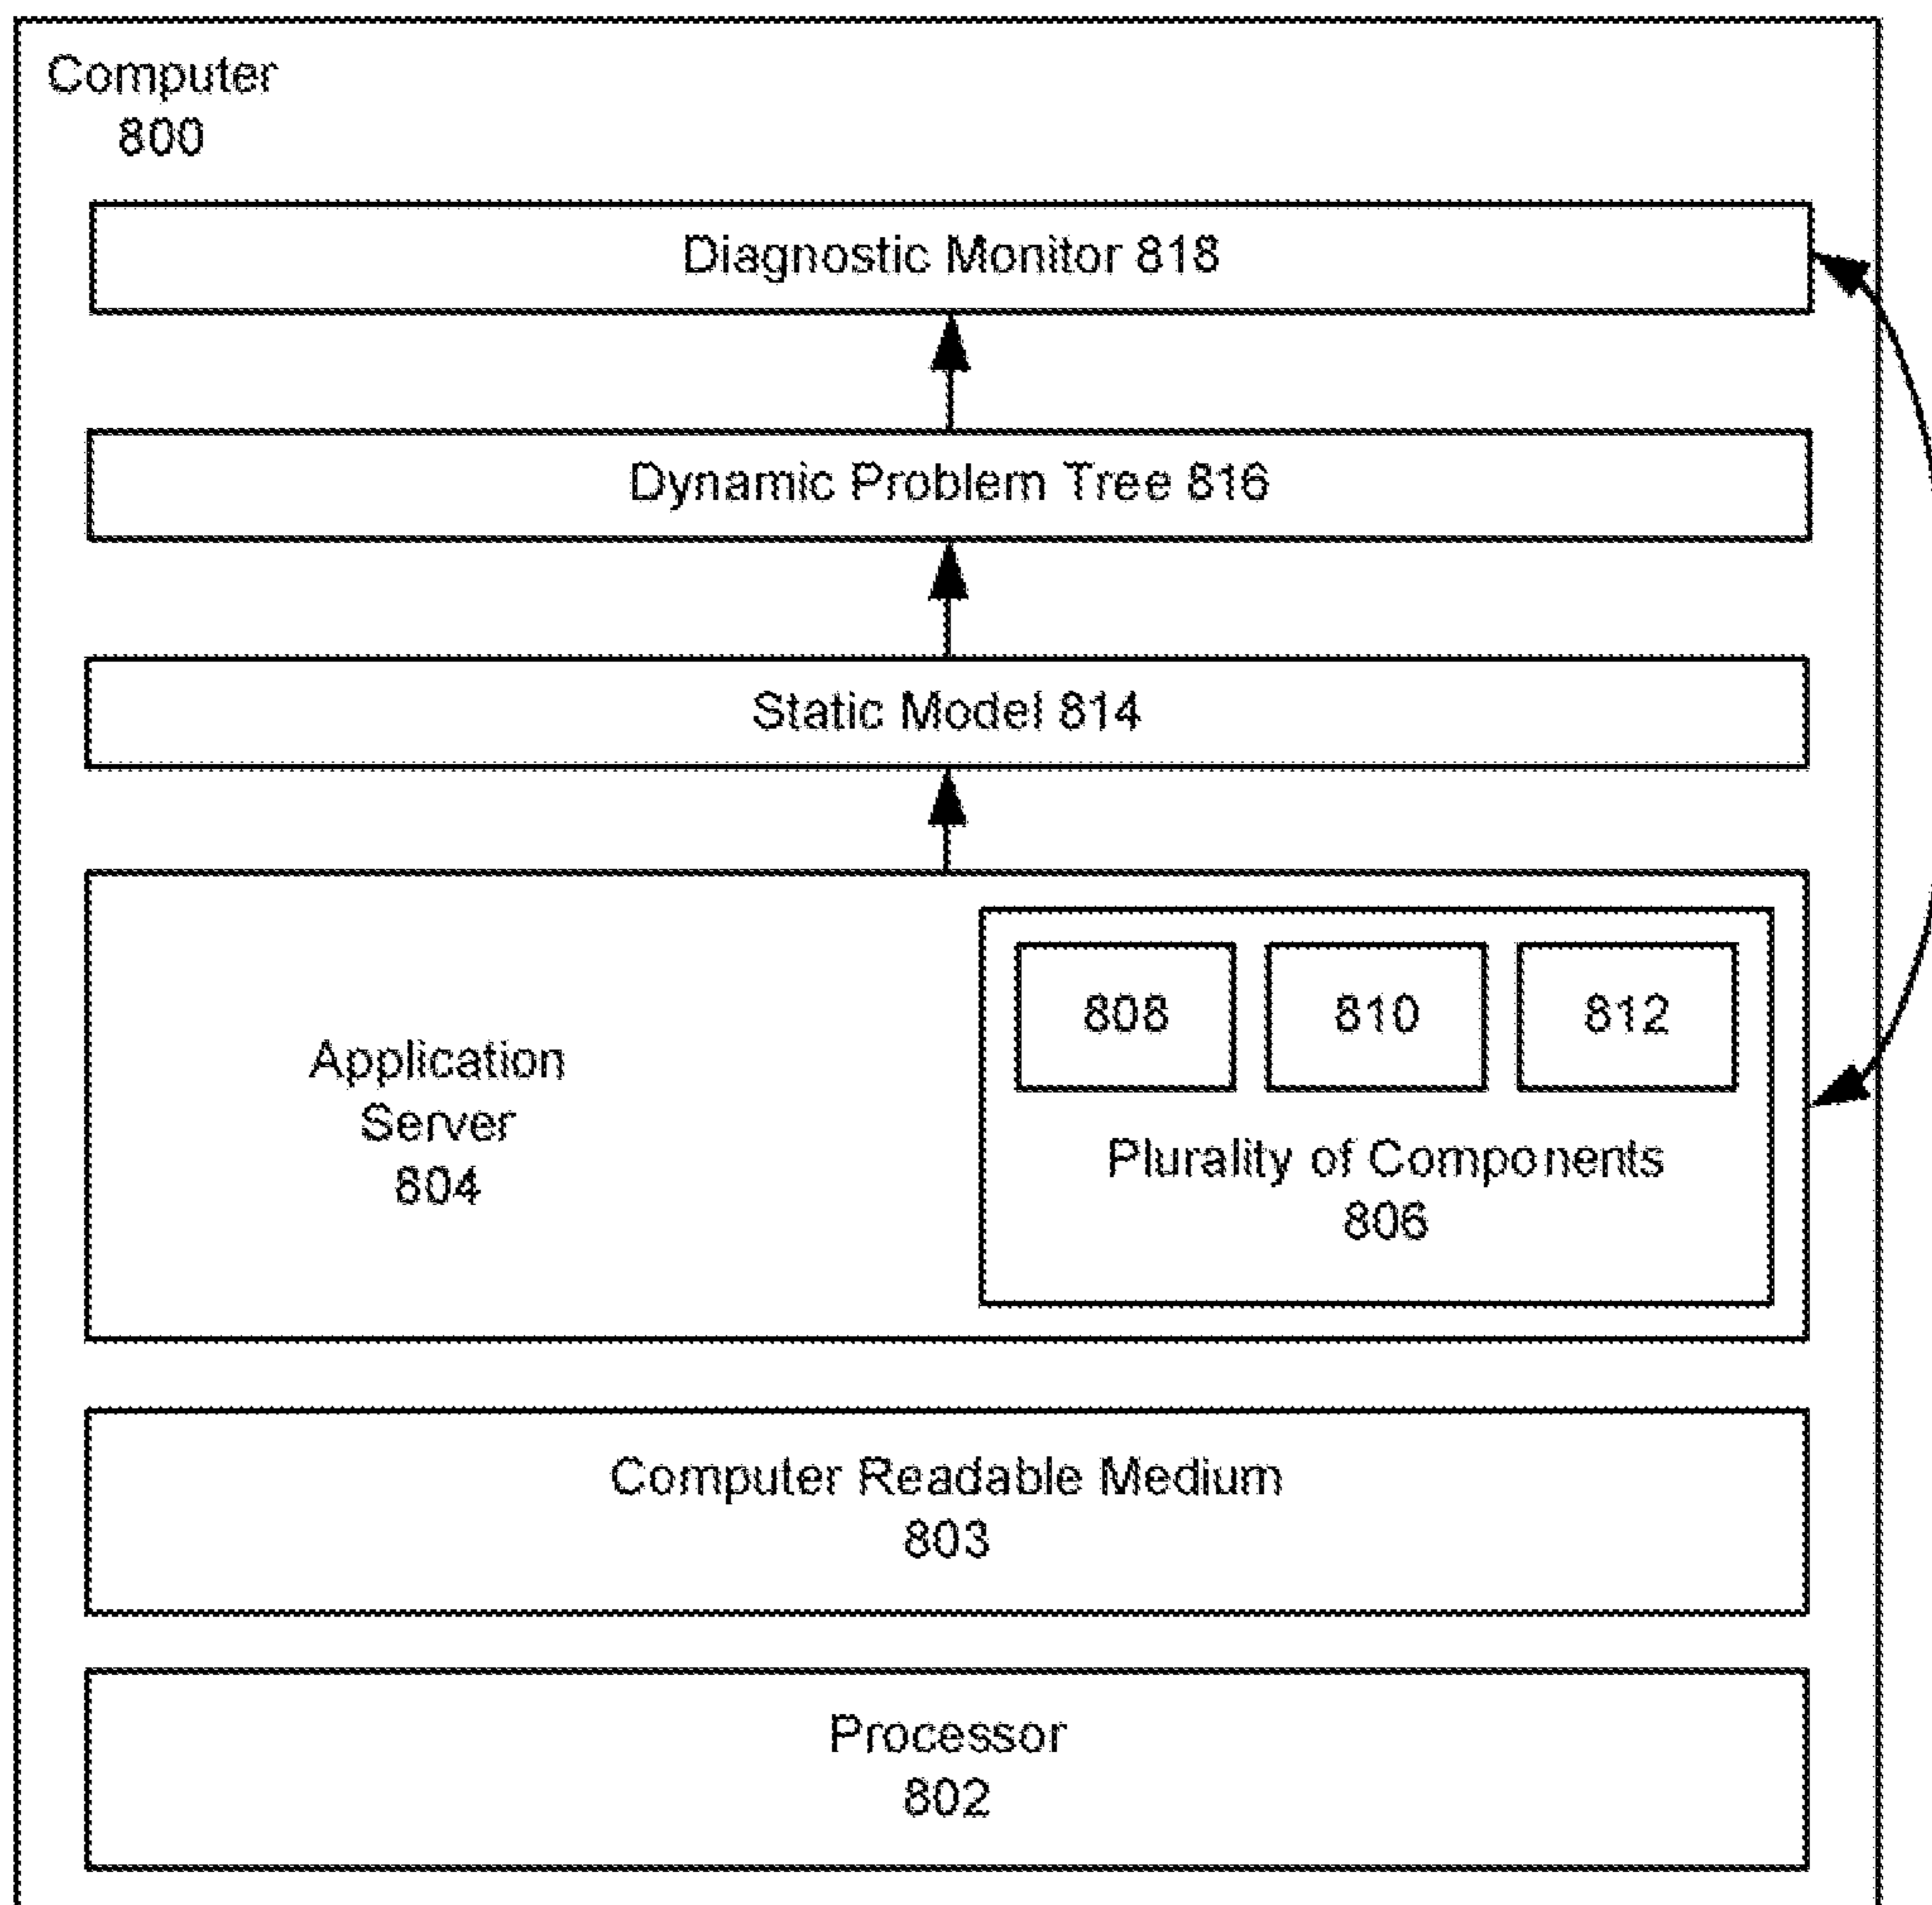 Computer
800
Diagnostic Monitor 818
Dynamic Problem Tree 816
Static Model 814
Application
Server
804
808
810
812
Plurality of Components
806
Computer Readable Medium
803
Processor
802